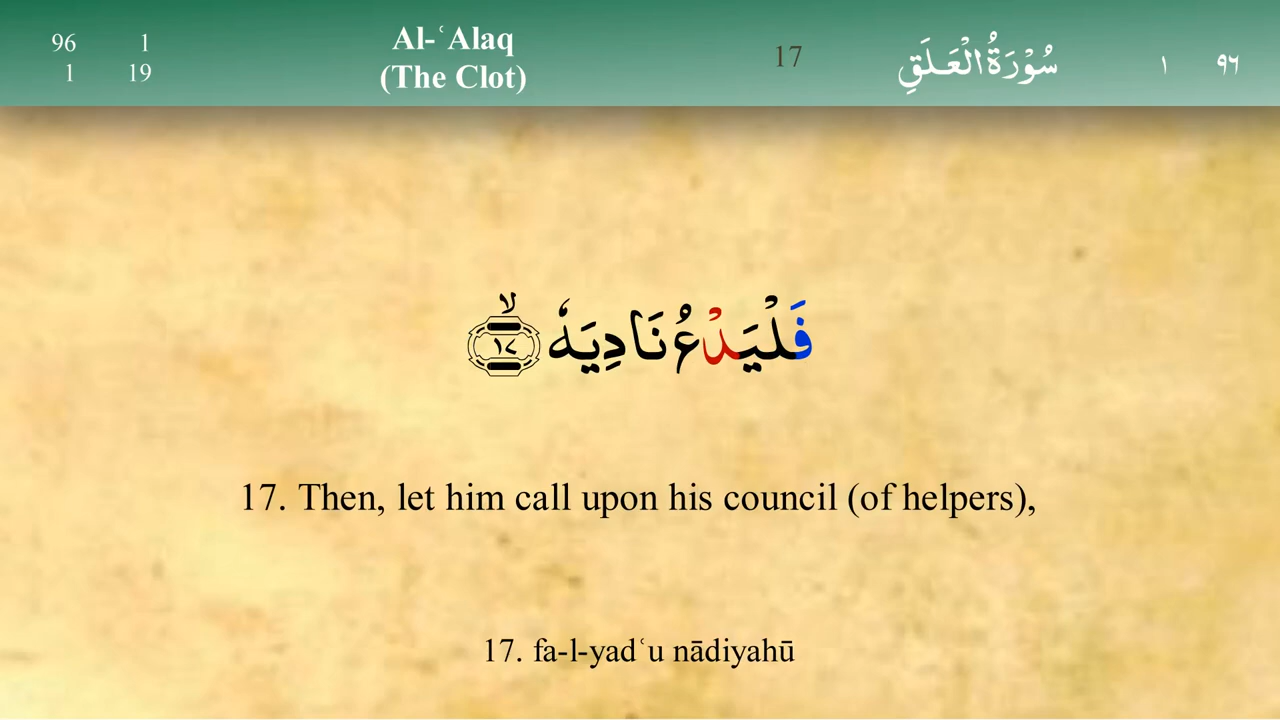 96 1
1 19
Al-ʿAlaq
(The Clot)
17
سُوْرَةُ الْعَـلَقِ
١ ٩٦
فَلْيَدْعُ نَادِيَهٗ ۙ ١٧
17. Then, let him call upon his council (of helpers),
17. fa-l-yadʿu nādiyahū